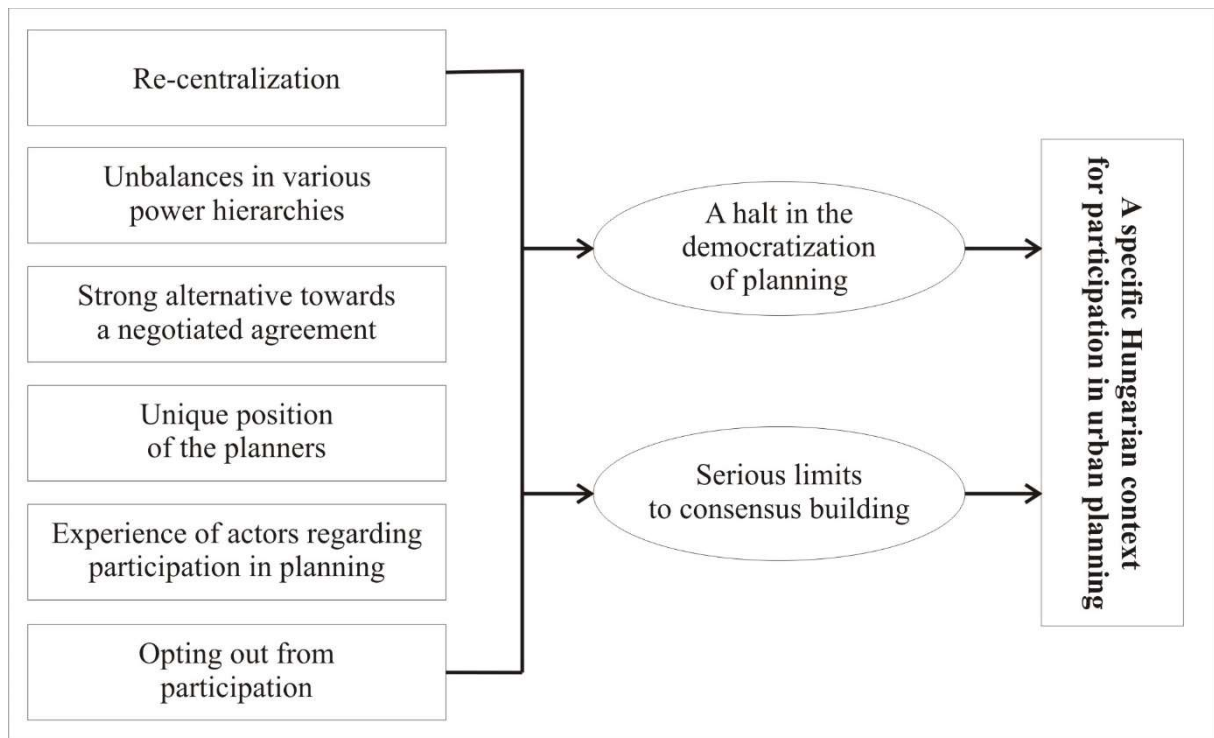 Re-centralization
Unbalances in various
power hierarchies
Strong alternative towards
a negotiated agreement
Unique position
of the planners
Experience of actors regarding
participation in planning
Opting out from
participation
A halt in the
democratization
of planning
Serious limits
to consensus building
A specific Hungarian context
for participation in urban planning